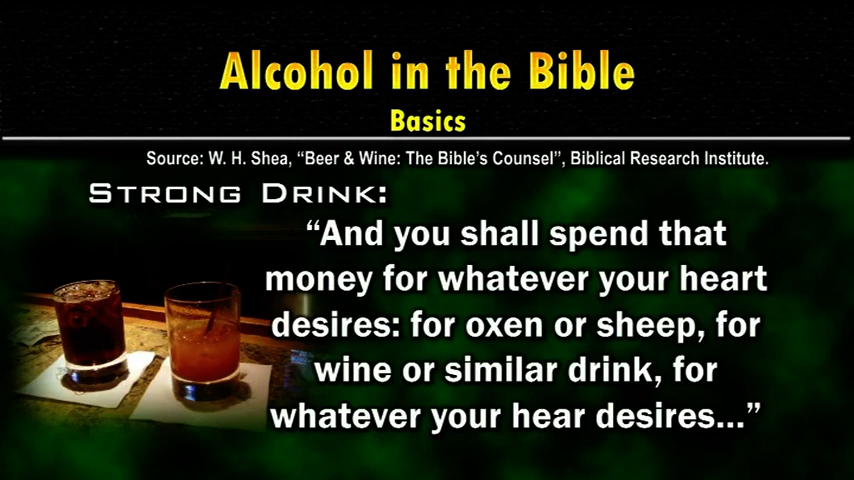 Alcohol in the Bible
Basics
Source: W. H. Shea, “Beer & Wine: The Bible’s Counsel”, Biblical Research Institute.
STRONG DRINK:
“And you shall spend that
money for whatever your heart
desires: for oxen or sheep, for
wine or similar drink, for
whatever your hear desires...”